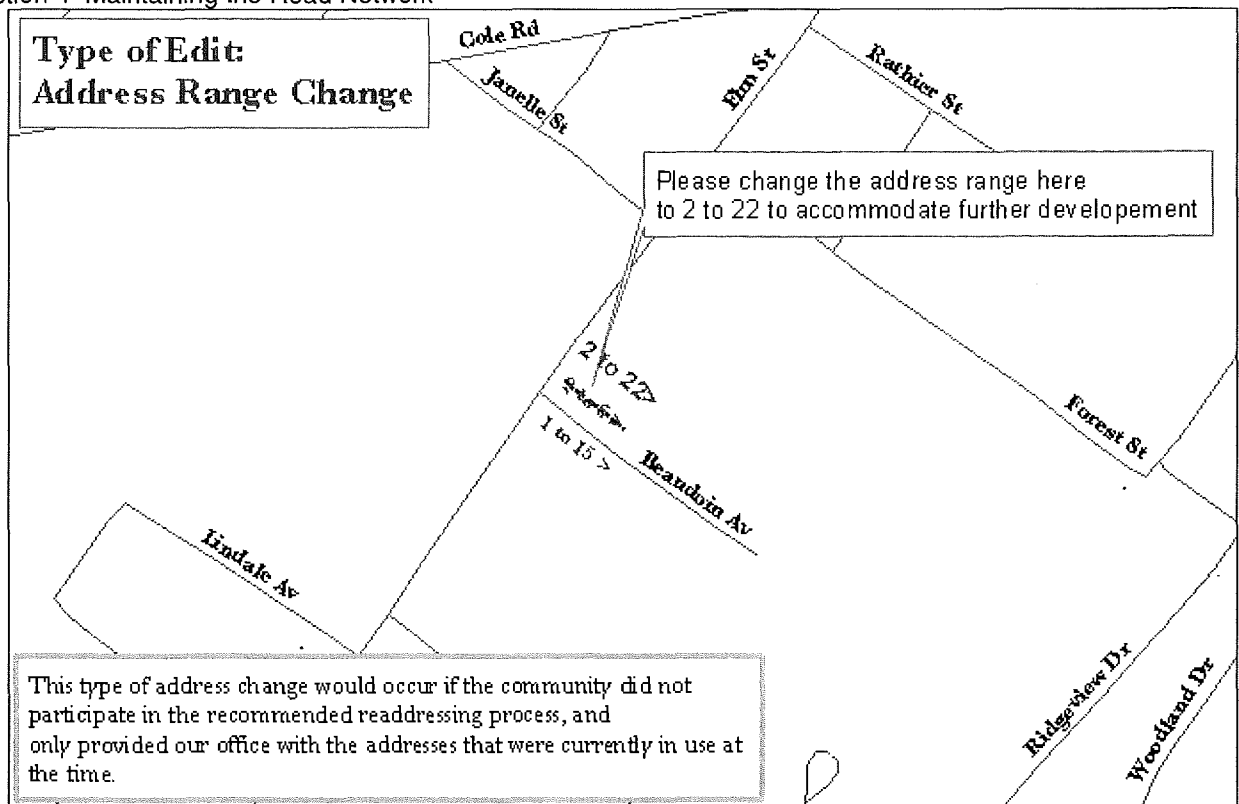 Maintaining the Road Network
Type of Edit:
Address Range Change
Cole Rd
Janelle St
Elm St
Rathier St
Please change the address range here
to 2 to 22 to accommodate further developement
2 to 22>
1 to 15 >
Beaudoin Av
Forest St
Lindale Av
Ridgeview Dr
Woodland Dr
This type of address change would occur if the community did not
participate in the recommended readdressing process, and
only provided our office with the addresses that were currently in use at
the time.